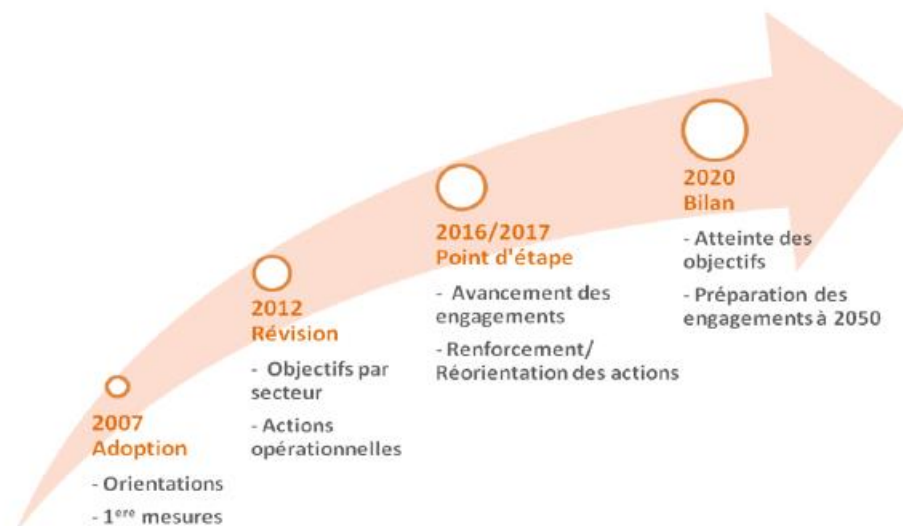 2007
Adoption
- Orientations
- 1ere mesures
2012
Révision
- Objectifs par
secteur
- Actions
opérationnelles
2016/2017
Point d'étape
- Avancement des
engagements
- Renforcement/
Réorientation des actions
2020
Bilan
- Atteinte des
objectifs
- Préparation des
engagements à 2050